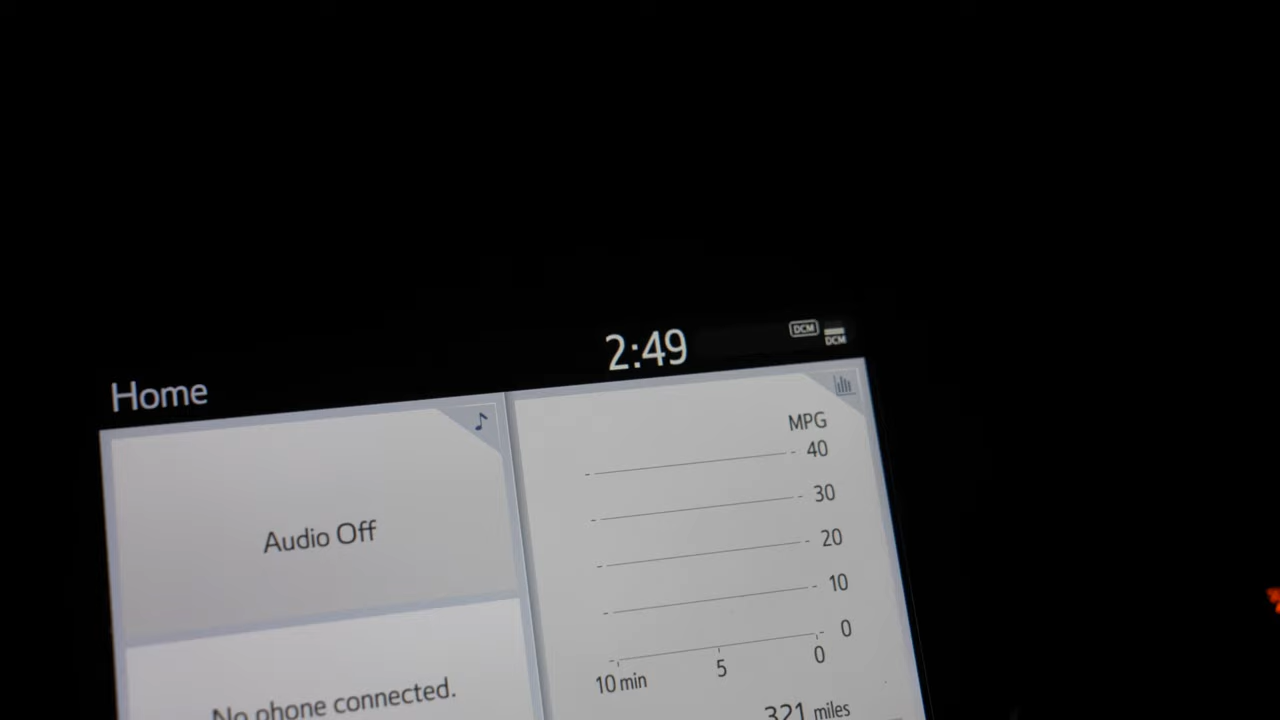 Home
2:49
DCM
DCM
Audio Off
No phone connected.
MPG
40
30
20
10
0
10 min
5
0
321 miles